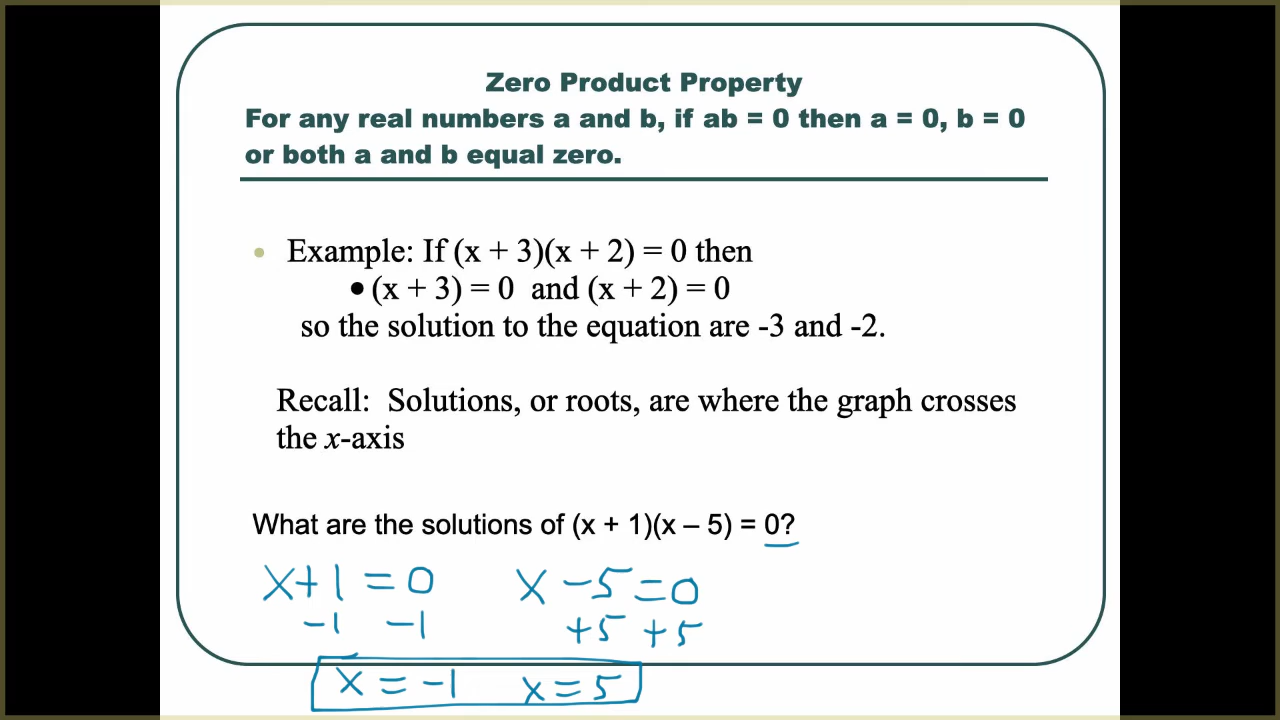 Zero Product Property
For any real numbers a and b, if ab = 0 then a = 0, b = 0
or both a and b equal zero.
• Example: If (x + 3)(x + 2) = 0 then
• (x + 3) = 0 and (x + 2) = 0
so the solution to the equation are -3 and -2.
Recall: Solutions, or roots, are where the graph crosses
the x-axis
What are the solutions of (x + 1)(x – 5) = 0?
x+1=0 x-5=0
-1 -1 +5 +5
x=-1 x=5